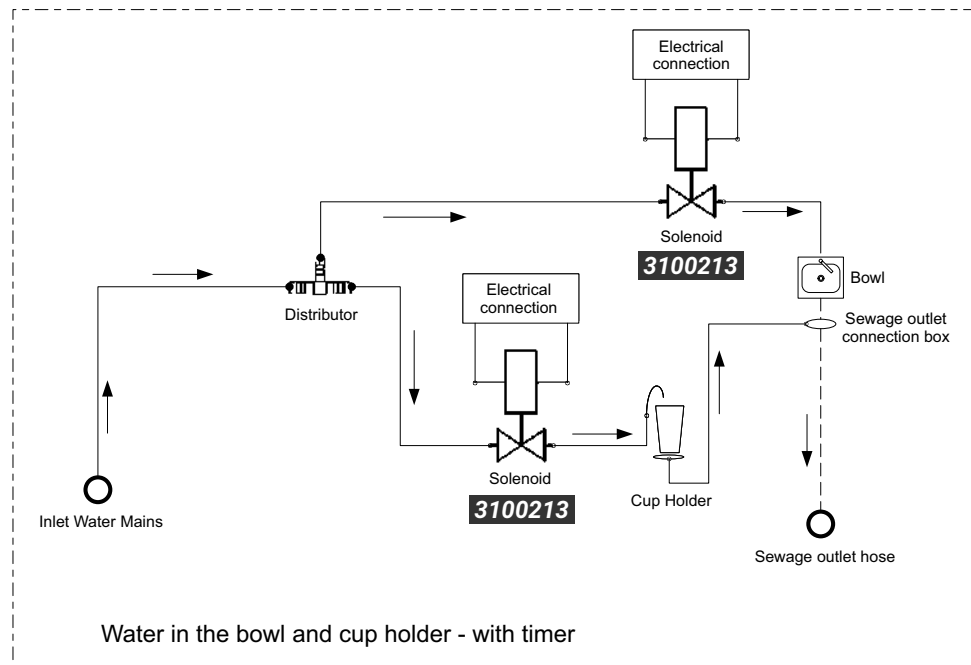 Electrical
connection
Solenoid
3100213
Bowl
Distributor
Electrical
connection
Sewage outlet
connection box
Solenoid
3100213
Cup Holder
Inlet Water Mains
Sewage outlet hose
Water in the bowl and cup holder - with timer